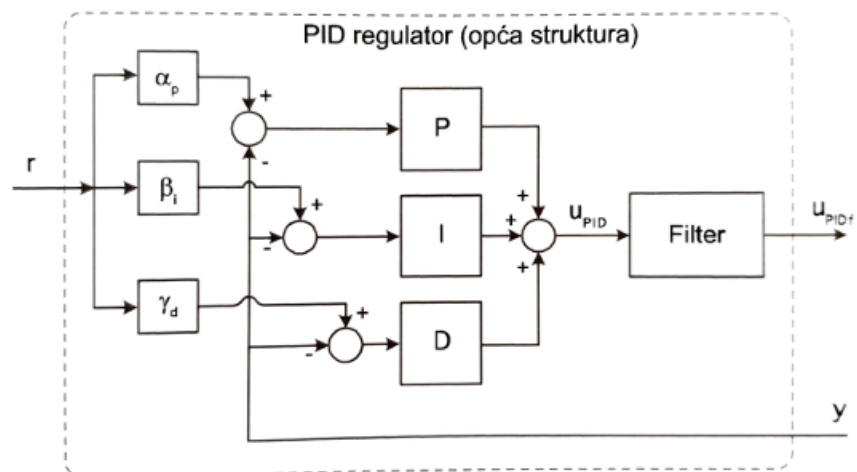 PID regulator (opća struktura)
α_p
+
P
-
r
β_i
+
-
I
+
+
+
u_PID
Filter
u_PIDf
γ_d
+
-
D
y